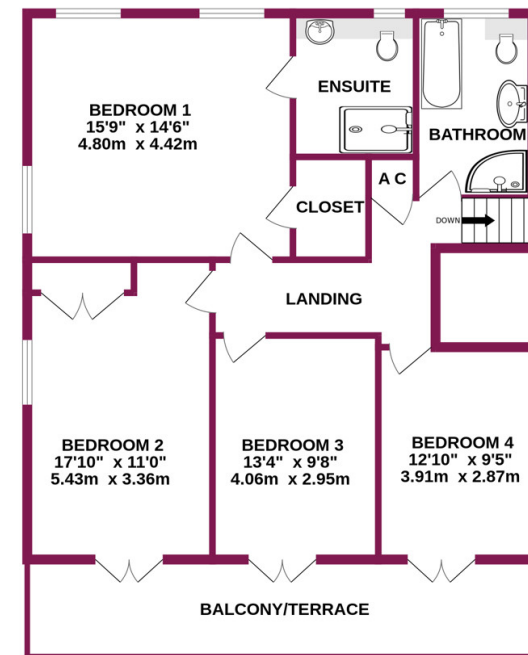 ENSUITE
BEDROOM 1
15'9" x 14'6"
4.80m x 4.42m
BATHROOM
A C
CLOSET
DOWN
LANDING
BEDROOM 2
17'10" x 11'0"
5.43m x 3.36m
BEDROOM 3
13'4" x 9'8"
4.06m x 2.95m
BEDROOM 4
12'10" x 9'5"
3.91m x 2.87m
BALCONY/TERRACE